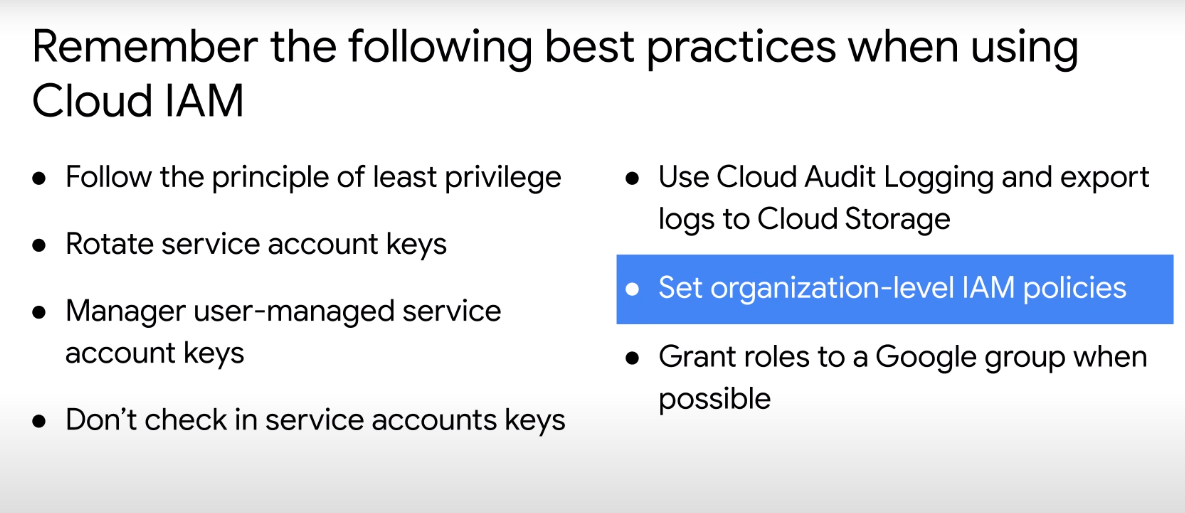 Remember the following best practices when using
Cloud IAM
● Follow the principle of least privilege
● Rotate service account keys
● Manager user-managed service
account keys
● Don’t check in service accounts keys
● Use Cloud Audit Logging and export
logs to Cloud Storage
● Set organization-level IAM policies
● Grant roles to a Google group when
possible